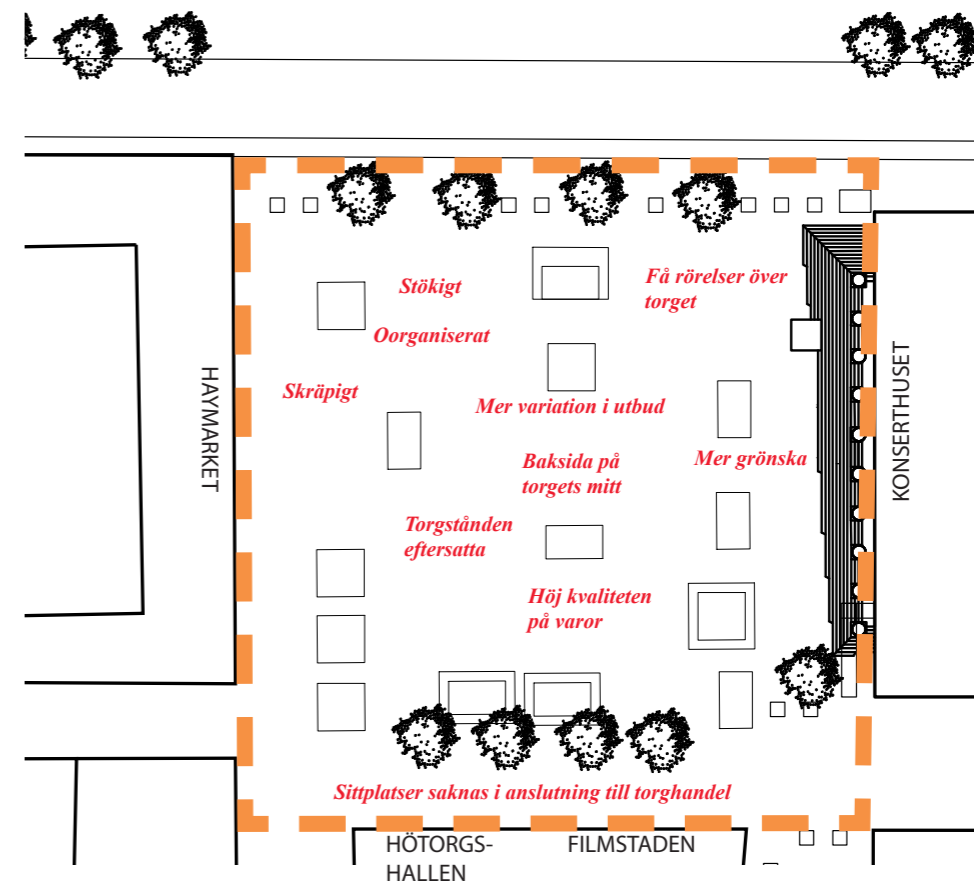 Stökigt
Få rörelser över
torget
Oorganiserat
HAYMARKET
KONSERTHUSET
Skräpigt
Mer variation i utbud
Baksida på
torgets mitt
Mer grönska
Torgstånden
eftersatta
Höj kvaliteten
på varor
Sittplatser saknas i anslutning till torghandel
HÖTORGS-
HALLEN
FILMSTADEN